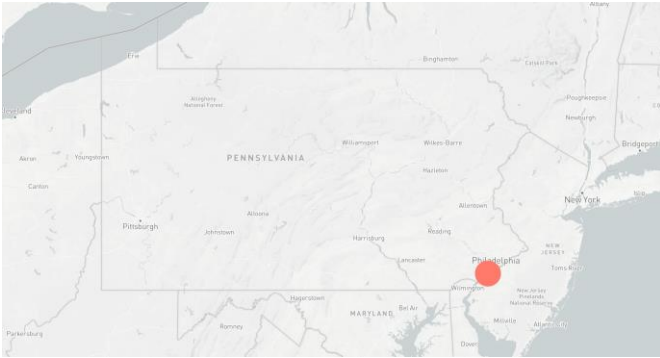 Albany
Erie
Binghamton
Catskill Park
Allegheny
National Forest
Poughkeepsie
Newburgh
Cleveland
Williamsport
Wilkes-Barre
Bridgeport
Akron
Youngstown
PENNSYLVANIA
Hazleton
Canton
New York
Allentown
Altoona
Pittsburgh
Johnstown
Reading
Harrisburg
NEW
JERSEY
Lancaster
Philadelphia
Toms River
Wilmington
New Jersey
Pinelands
National Reserve
Hagerstown
Bel Air
MARYLAND
Parkersburg
Romney
Millville
Atlantic City
Dover